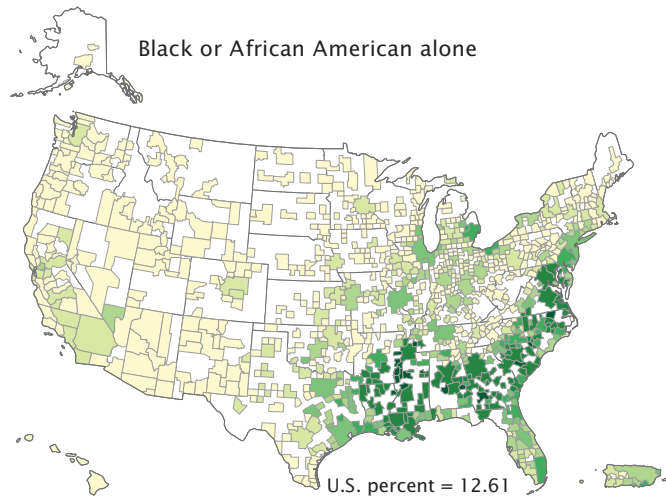 Black or African American alone
U.S. percent = 12.61